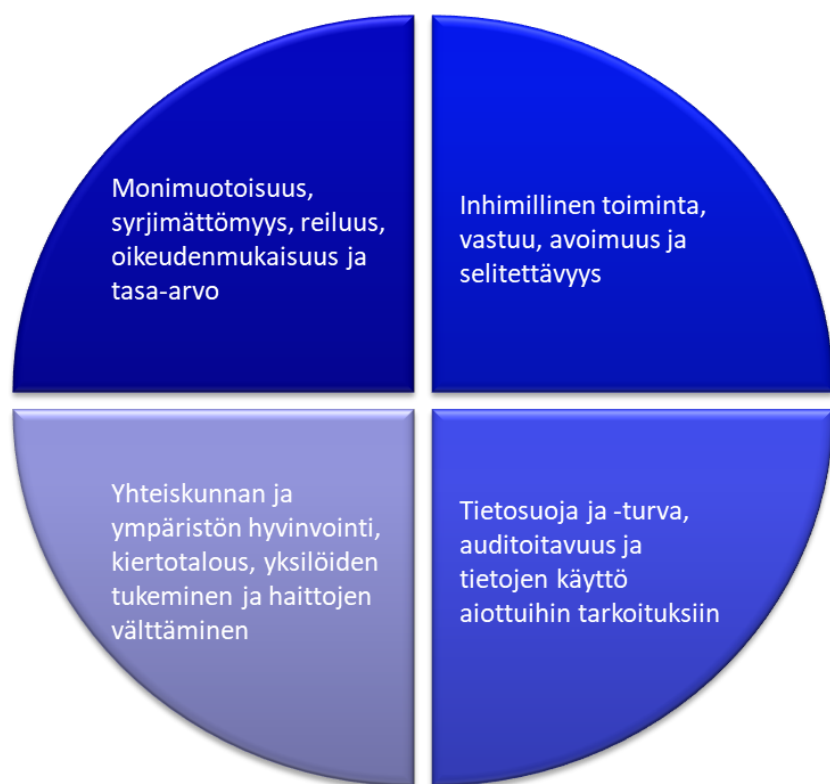 Monimuotoisuus,
syrjimättömyys, reiluus,
oikeudenmukaisuus ja
tasa-arvo
Inhimillinen toiminta,
vastuu, avoimuus ja
selitettävyys
Yhteiskunnan ja
ympäristön hyvinvointi,
kiertotalous, yksilöiden
tukeminen ja haittojen
välttäminen
Tietosuoja ja -turva,
auditoitavuus ja
tietojen käyttö
aiottuihin tarkoituksiin